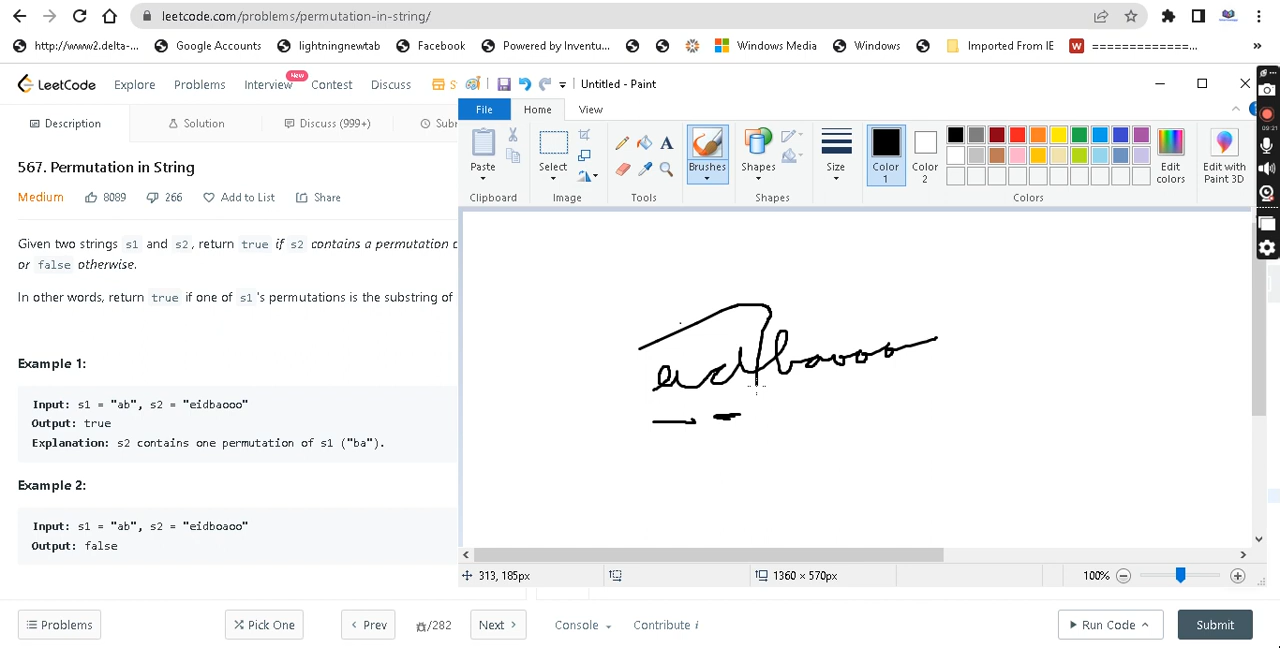 leetcode.com/problems/permutation-in-string/
http://www2.delta-... Google Accounts lightningnewtab Facebook Powered by Inventu... Windows Media Windows Imported From IE W =============... »
LeetCode Explore Problems Interview New Contest Discuss S Untitled - Paint
File Home View
Description Solution Discuss (999+) Sub
Paste Select Brushes Shapes Size Color 1 Color 2 Edit colors Edit with Paint 3D
Clipboard Image Tools Shapes Colors
09:21
567. Permutation in String
Medium 8089 266 Add to List Share
Given two strings s1 and s2, return true if s2 contains a permutation o
or false otherwise.
In other words, return true if one of s1's permutations is the substring of
eidbaooo
Example 1:
Input: s1 = "ab", s2 = "eidbaooo"
Output: true
Explanation: s2 contains one permutation of s1 ("ba").
Example 2:
Input: s1 = "ab", s2 = "eidboaoo"
Output: false
313, 185px 1360 × 570px 100%
Problems Pick One Prev /282 Next Console Contribute i Run Code Submit